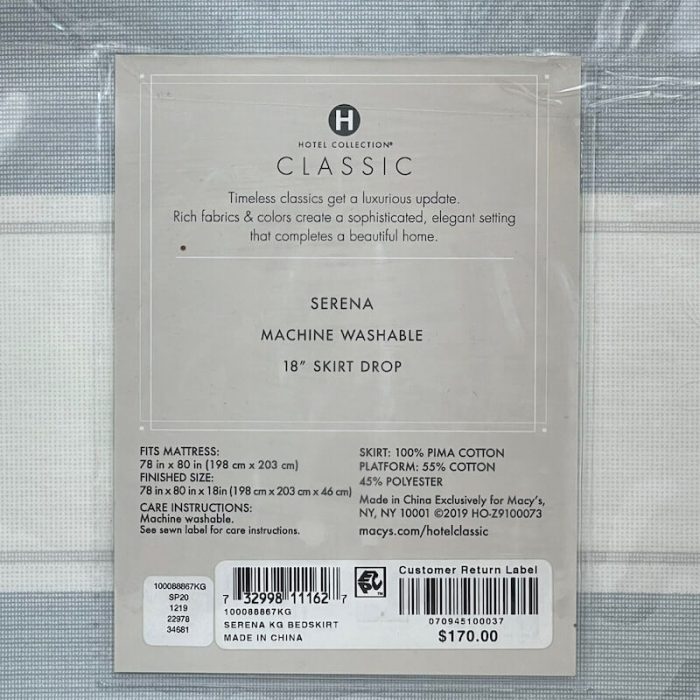 H
HOTEL COLLECTION®
CLASSIC
Timeless classics get a luxurious update.
Rich fabrics & colors create a sophisticated, elegant setting
that completes a beautiful home.
SERENA
MACHINE WASHABLE
18" SKIRT DROP
FITS MATTRESS:
78 in x 80 in (198 cm x 203 cm)
FINISHED SIZE:
78 in x 80 in x 18in (198 cm x 203 cm x 46 cm)
CARE INSTRUCTIONS:
Machine washable.
See sewn label for care instructions.
SKIRT: 100% PIMA COTTON
PLATFORM: 55% COTTON
45% POLYESTER
Made in China Exclusively for Macy's,
NY, NY 10001 ©2019 HO-Z9100073
macys.com/hotelclassic
100088867KG
SP20
1219
22978
34681
7 32998 11162 7
100088867KG
SERENA KG BEDSKIRT
MADE IN CHINA
Customer Return Label
070945100037
$170.00